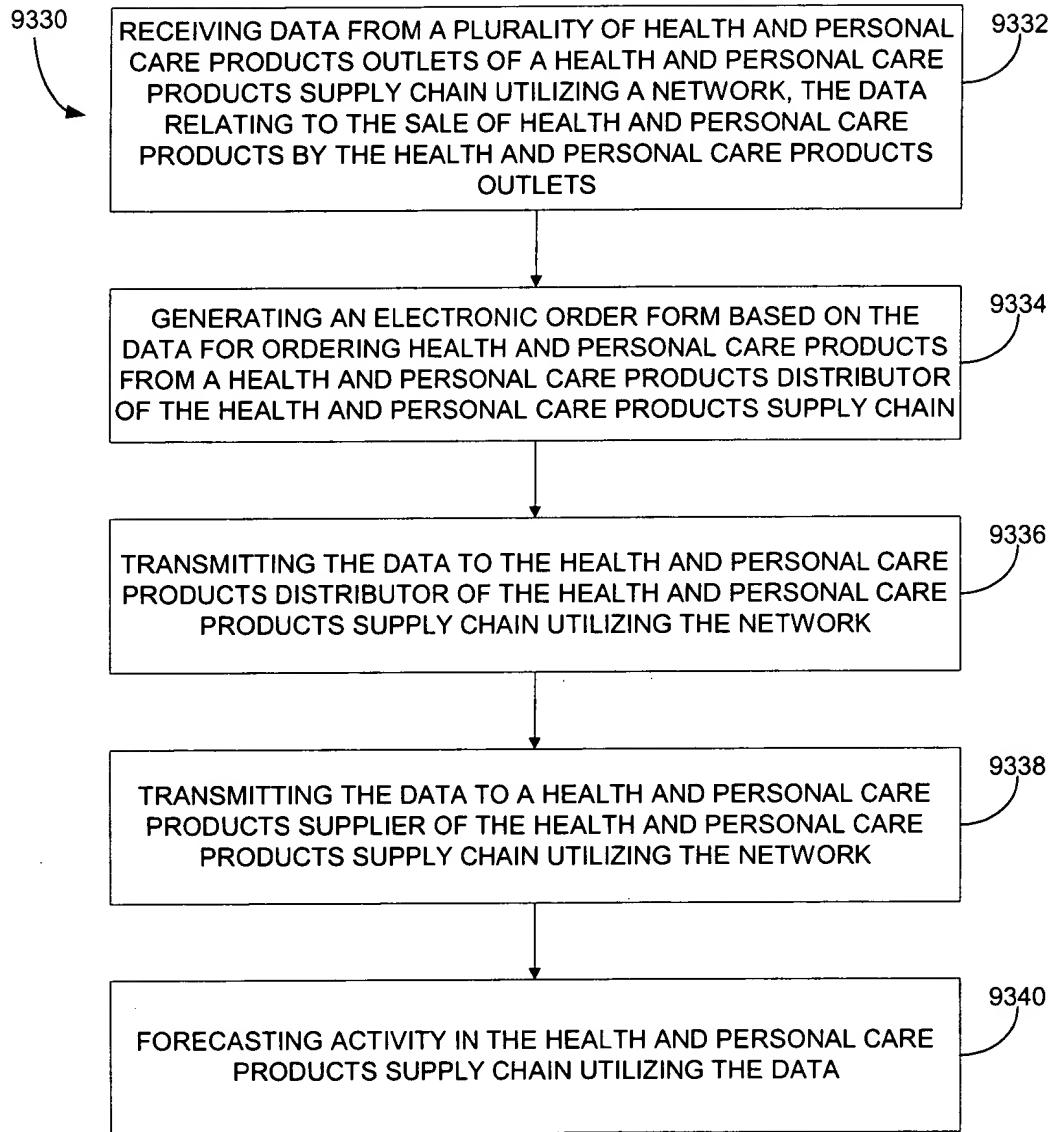 9330
RECEIVING DATA FROM A PLURALITY OF HEALTH AND PERSONAL
CARE PRODUCTS OUTLETS OF A HEALTH AND PERSONAL CARE
PRODUCTS SUPPLY CHAIN UTILIZING A NETWORK, THE DATA
RELATING TO THE SALE OF HEALTH AND PERSONAL CARE
PRODUCTS BY THE HEALTH AND PERSONAL CARE PRODUCTS
OUTLETS
9332
GENERATING AN ELECTRONIC ORDER FORM BASED ON THE
DATA FOR ORDERING HEALTH AND PERSONAL CARE PRODUCTS
FROM A HEALTH AND PERSONAL CARE PRODUCTS DISTRIBUTOR
OF THE HEALTH AND PERSONAL CARE PRODUCTS SUPPLY CHAIN
9334
TRANSMITTING THE DATA TO THE HEALTH AND PERSONAL CARE
PRODUCTS DISTRIBUTOR OF THE HEALTH AND PERSONAL CARE
PRODUCTS SUPPLY CHAIN UTILIZING THE NETWORK
9336
TRANSMITTING THE DATA TO A HEALTH AND PERSONAL CARE
PRODUCTS SUPPLIER OF THE HEALTH AND PERSONAL CARE
PRODUCTS SUPPLY CHAIN UTILIZING THE NETWORK
9338
FORECASTING ACTIVITY IN THE HEALTH AND PERSONAL CARE
PRODUCTS SUPPLY CHAIN UTILIZING THE DATA
9340